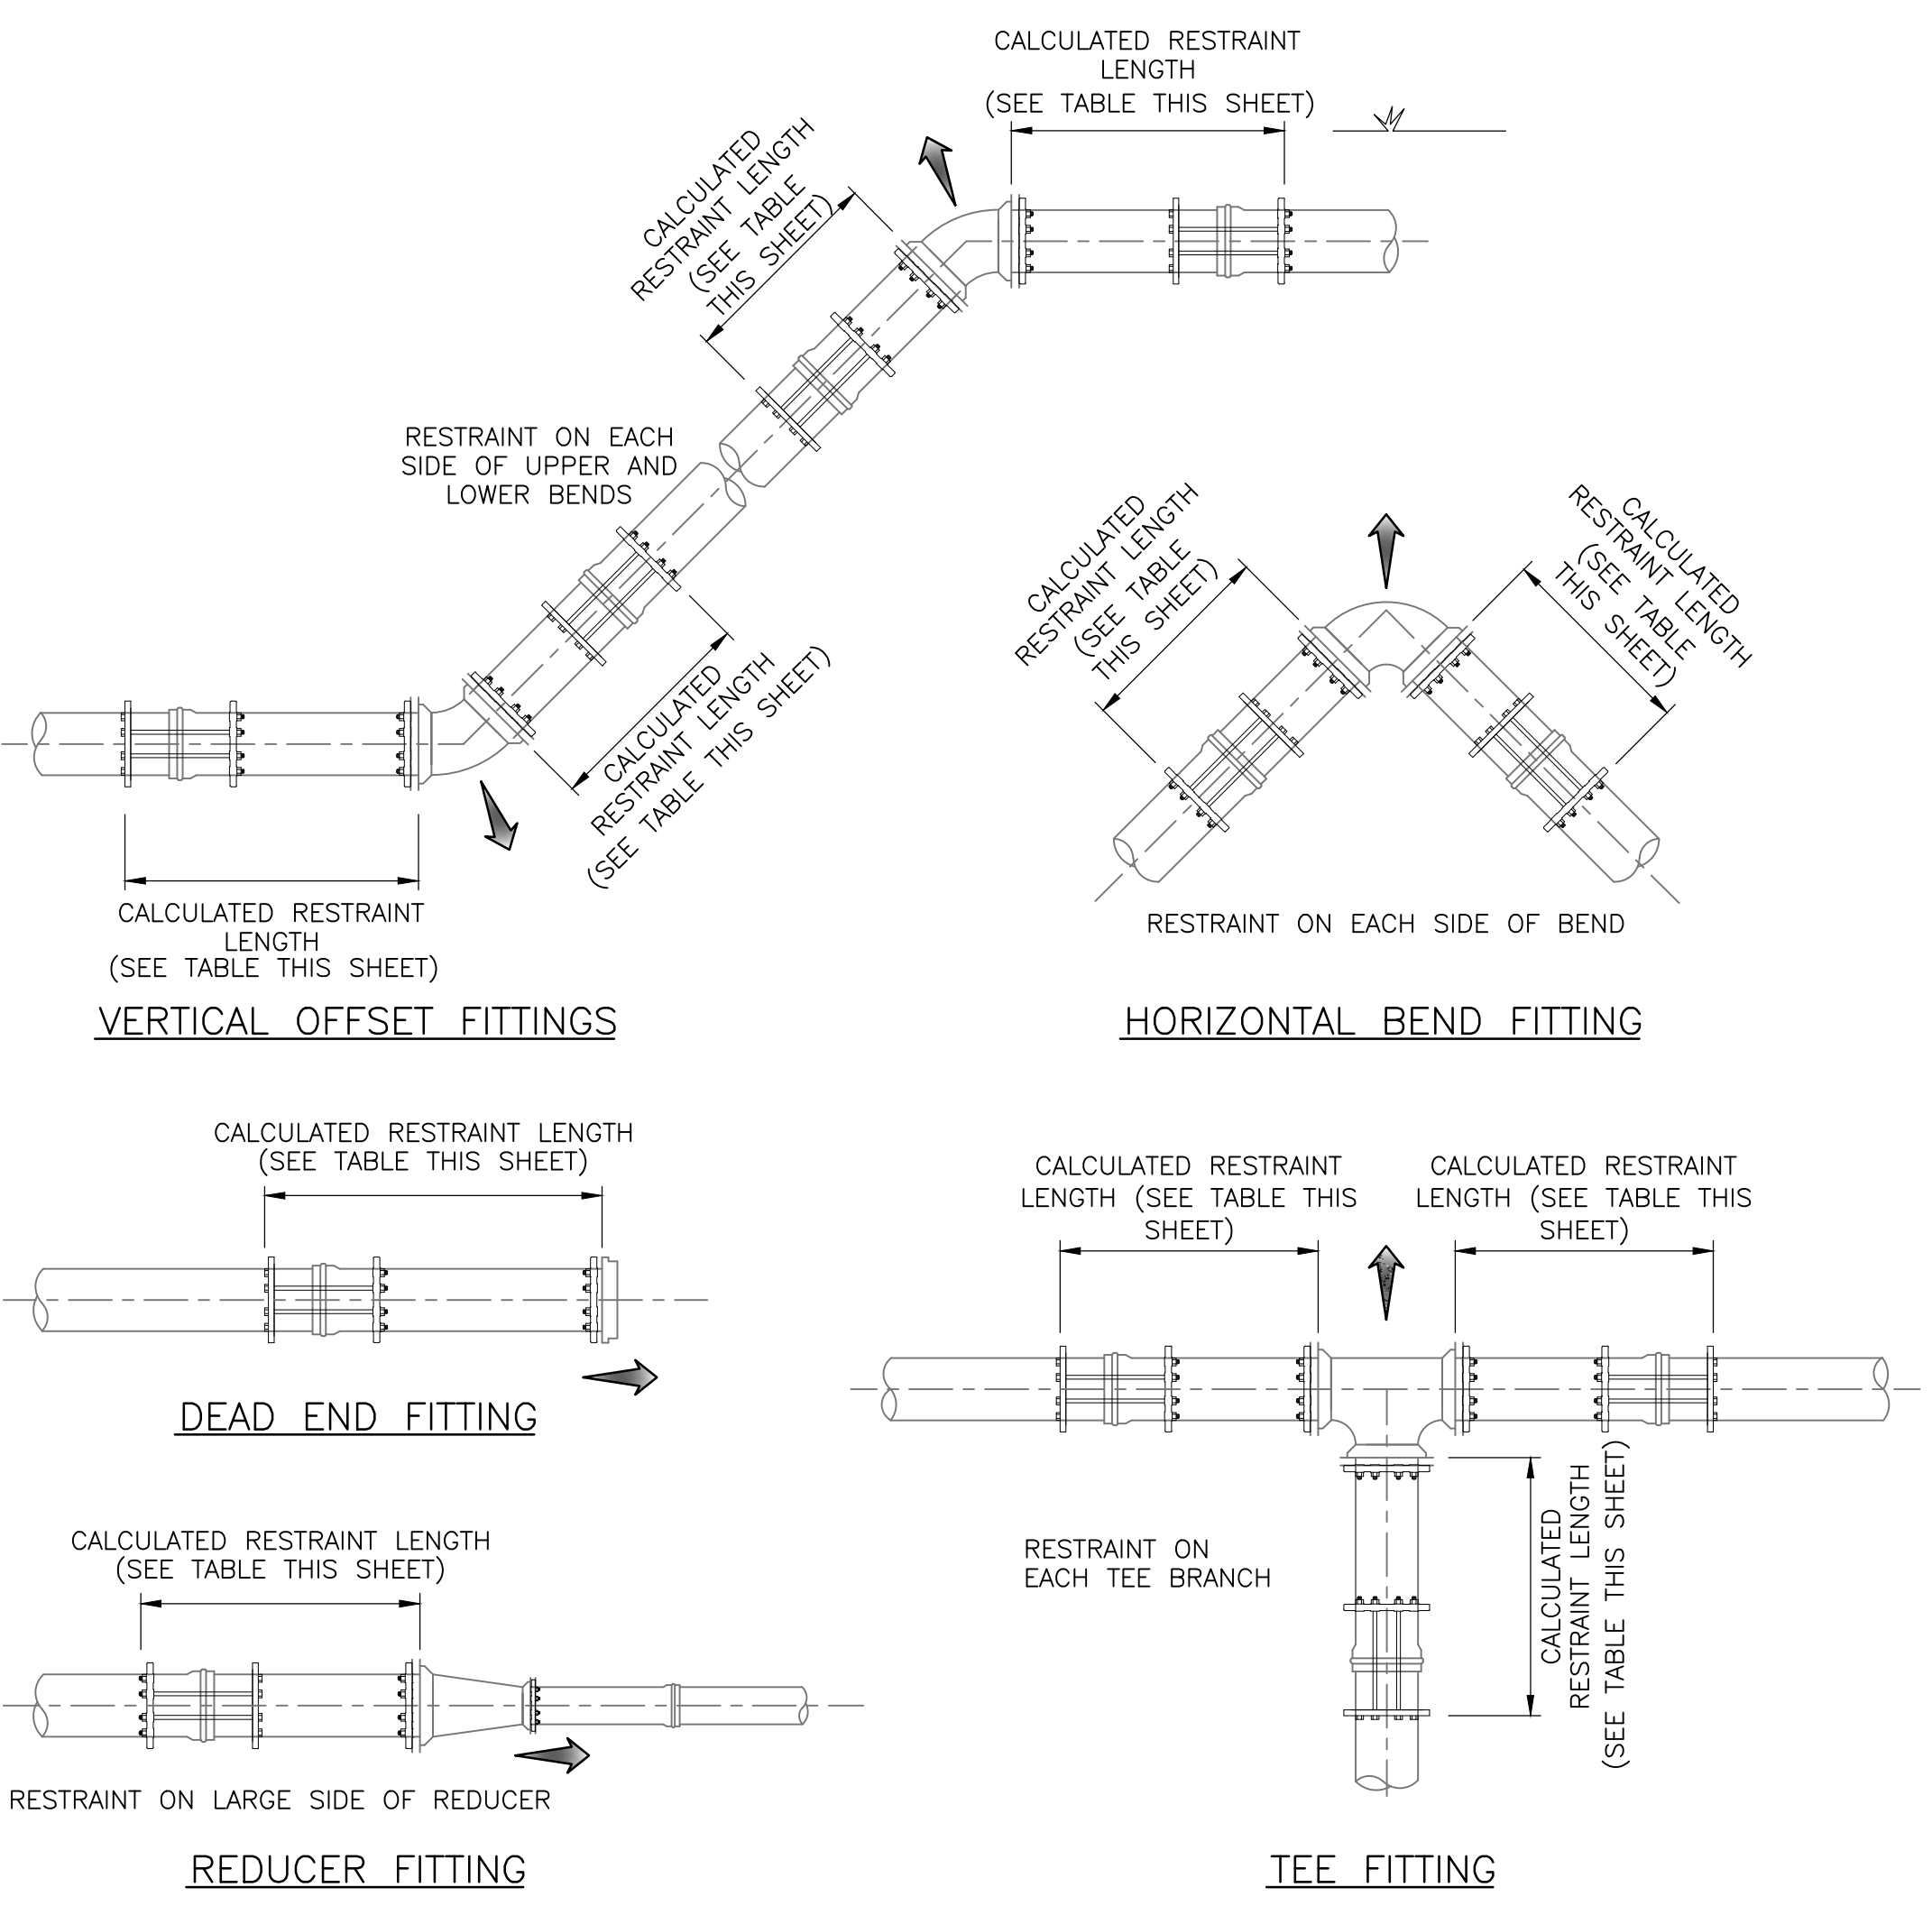 CALCULATED RESTRAINT
LENGTH
(SEE TABLE THIS SHEET)
CALCULATED
RESTRAINT LENGTH
(SEE TABLE
THIS SHEET)
RESTRAINT ON EACH
SIDE OF UPPER AND
LOWER BENDS
CALCULATED
RESTRAINT LENGTH
(SEE TABLE THIS SHEET)
CALCULATED RESTRAINT
LENGTH
(SEE TABLE THIS SHEET)
VERTICAL OFFSET FITTINGS
CALCULATED
RESTRAINT LENGTH
(SEE TABLE
THIS SHEET)
CALCULATED
RESTRAINT LENGTH
(SEE TABLE
THIS SHEET)
RESTRAINT ON EACH SIDE OF BEND
HORIZONTAL BEND FITTING
CALCULATED RESTRAINT LENGTH
(SEE TABLE THIS SHEET)
DEAD END FITTING
CALCULATED RESTRAINT LENGTH
(SEE TABLE THIS SHEET)
RESTRAINT ON LARGE SIDE OF REDUCER
REDUCER FITTING
CALCULATED RESTRAINT
LENGTH (SEE TABLE THIS
SHEET)
CALCULATED RESTRAINT
LENGTH (SEE TABLE THIS
SHEET)
RESTRAINT ON
EACH TEE BRANCH
CALCULATED
RESTRAINT LENGTH
(SEE TABLE THIS SHEET)
TEE FITTING